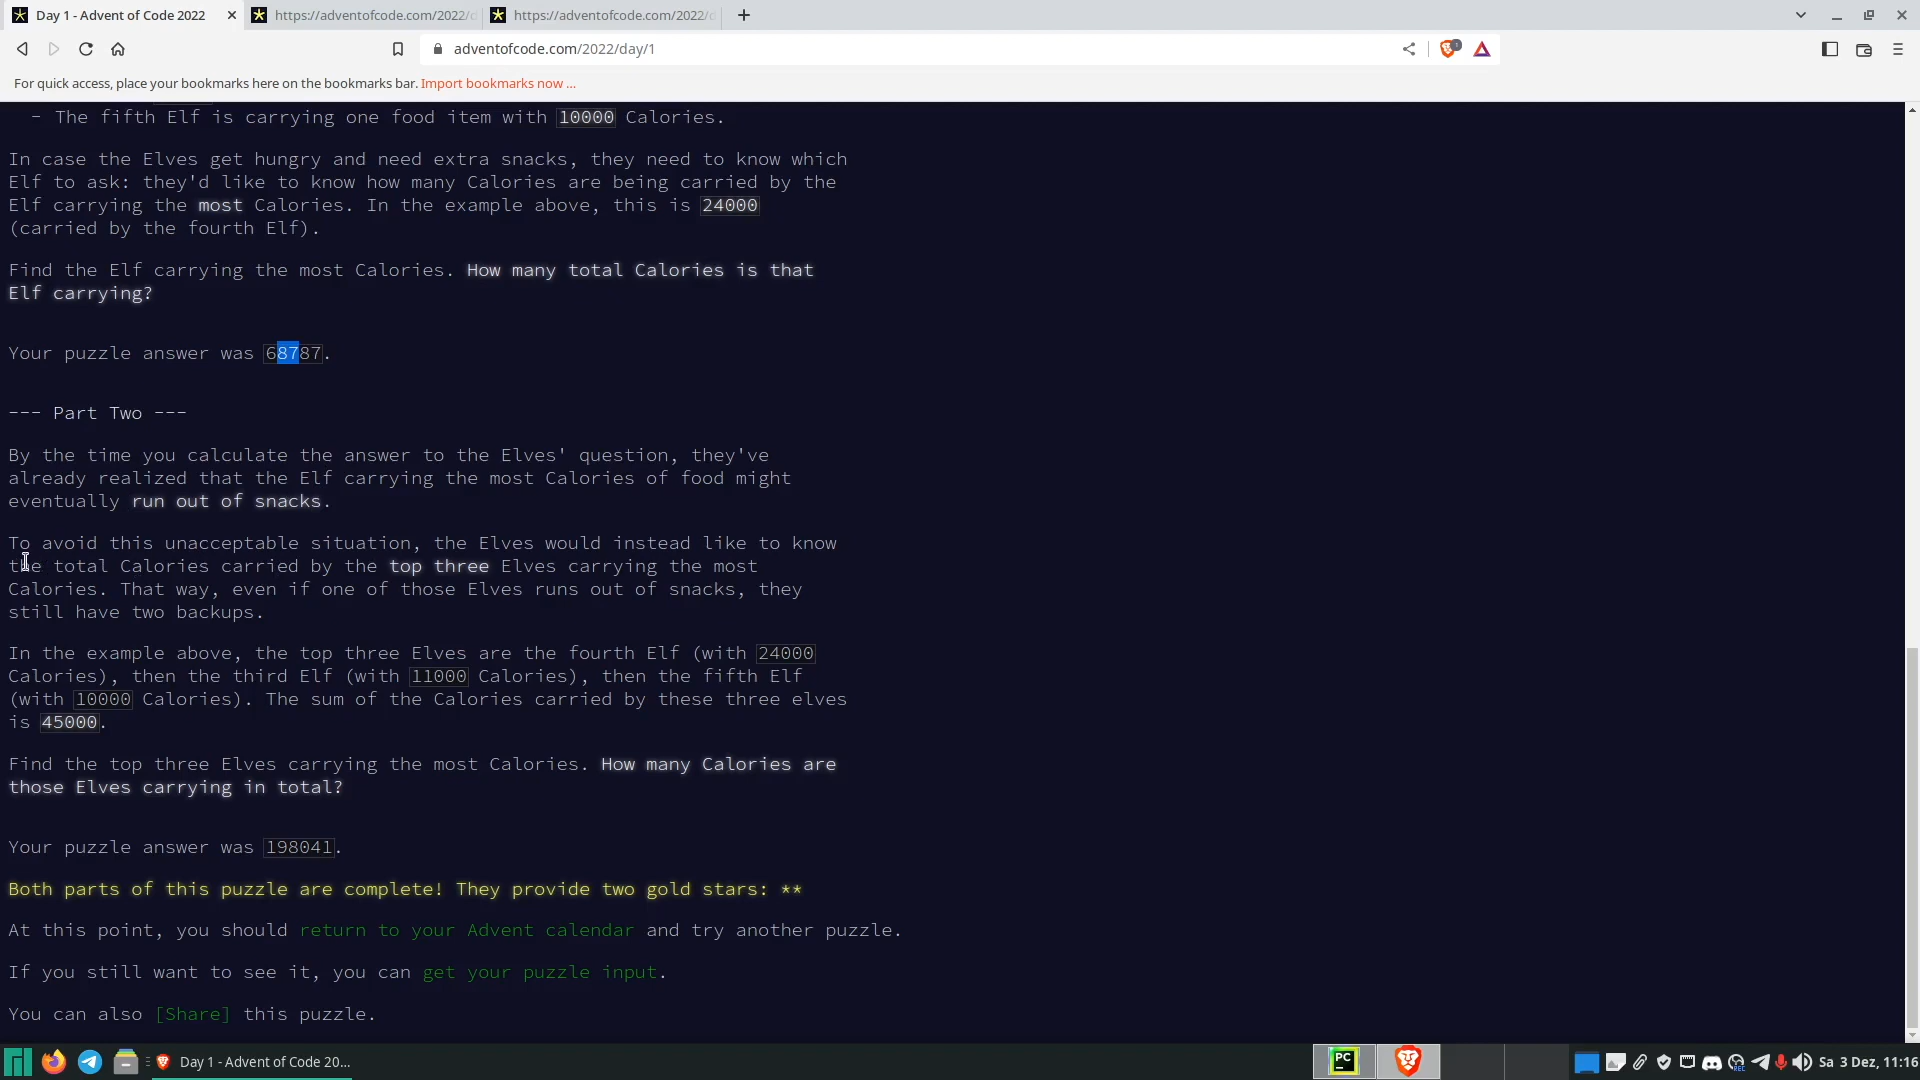 Day 1 - Advent of Code 2022
https://adventofcode.com/2022/d
https://adventofcode.com/2022/d
adventofcode.com/2022/day/1
For quick access, place your bookmarks here on the bookmarks bar. Import bookmarks now ...
- The fifth Elf is carrying one food item with 10000 Calories.
In case the Elves get hungry and need extra snacks, they need to know which
Elf to ask: they'd like to know how many Calories are being carried by the
Elf carrying the most Calories. In the example above, this is 24000
(carried by the fourth Elf).
Find the Elf carrying the most Calories. How many total Calories is that
Elf carrying?
Your puzzle answer was 68787.
--- Part Two ---
By the time you calculate the answer to the Elves' question, they've
already realized that the Elf carrying the most Calories of food might
eventually run out of snacks.
To avoid this unacceptable situation, the Elves would instead like to know
the total Calories carried by the top three Elves carrying the most
Calories. That way, even if one of those Elves runs out of snacks, they
still have two backups.
In the example above, the top three Elves are the fourth Elf (with 24000
Calories), then the third Elf (with 11000 Calories), then the fifth Elf
(with 10000 Calories). The sum of the Calories carried by these three elves
is 45000.
Find the top three Elves carrying the most Calories. How many Calories are
those Elves carrying in total?
Your puzzle answer was 198041.
Both parts of this puzzle are complete! They provide two gold stars: **
At this point, you should return to your Advent calendar and try another puzzle.
If you still want to see it, you can get your puzzle input.
You can also [Share] this puzzle.
Day 1 - Advent of Code 20...
PC
REC
Sa 3 Dez, 11:16